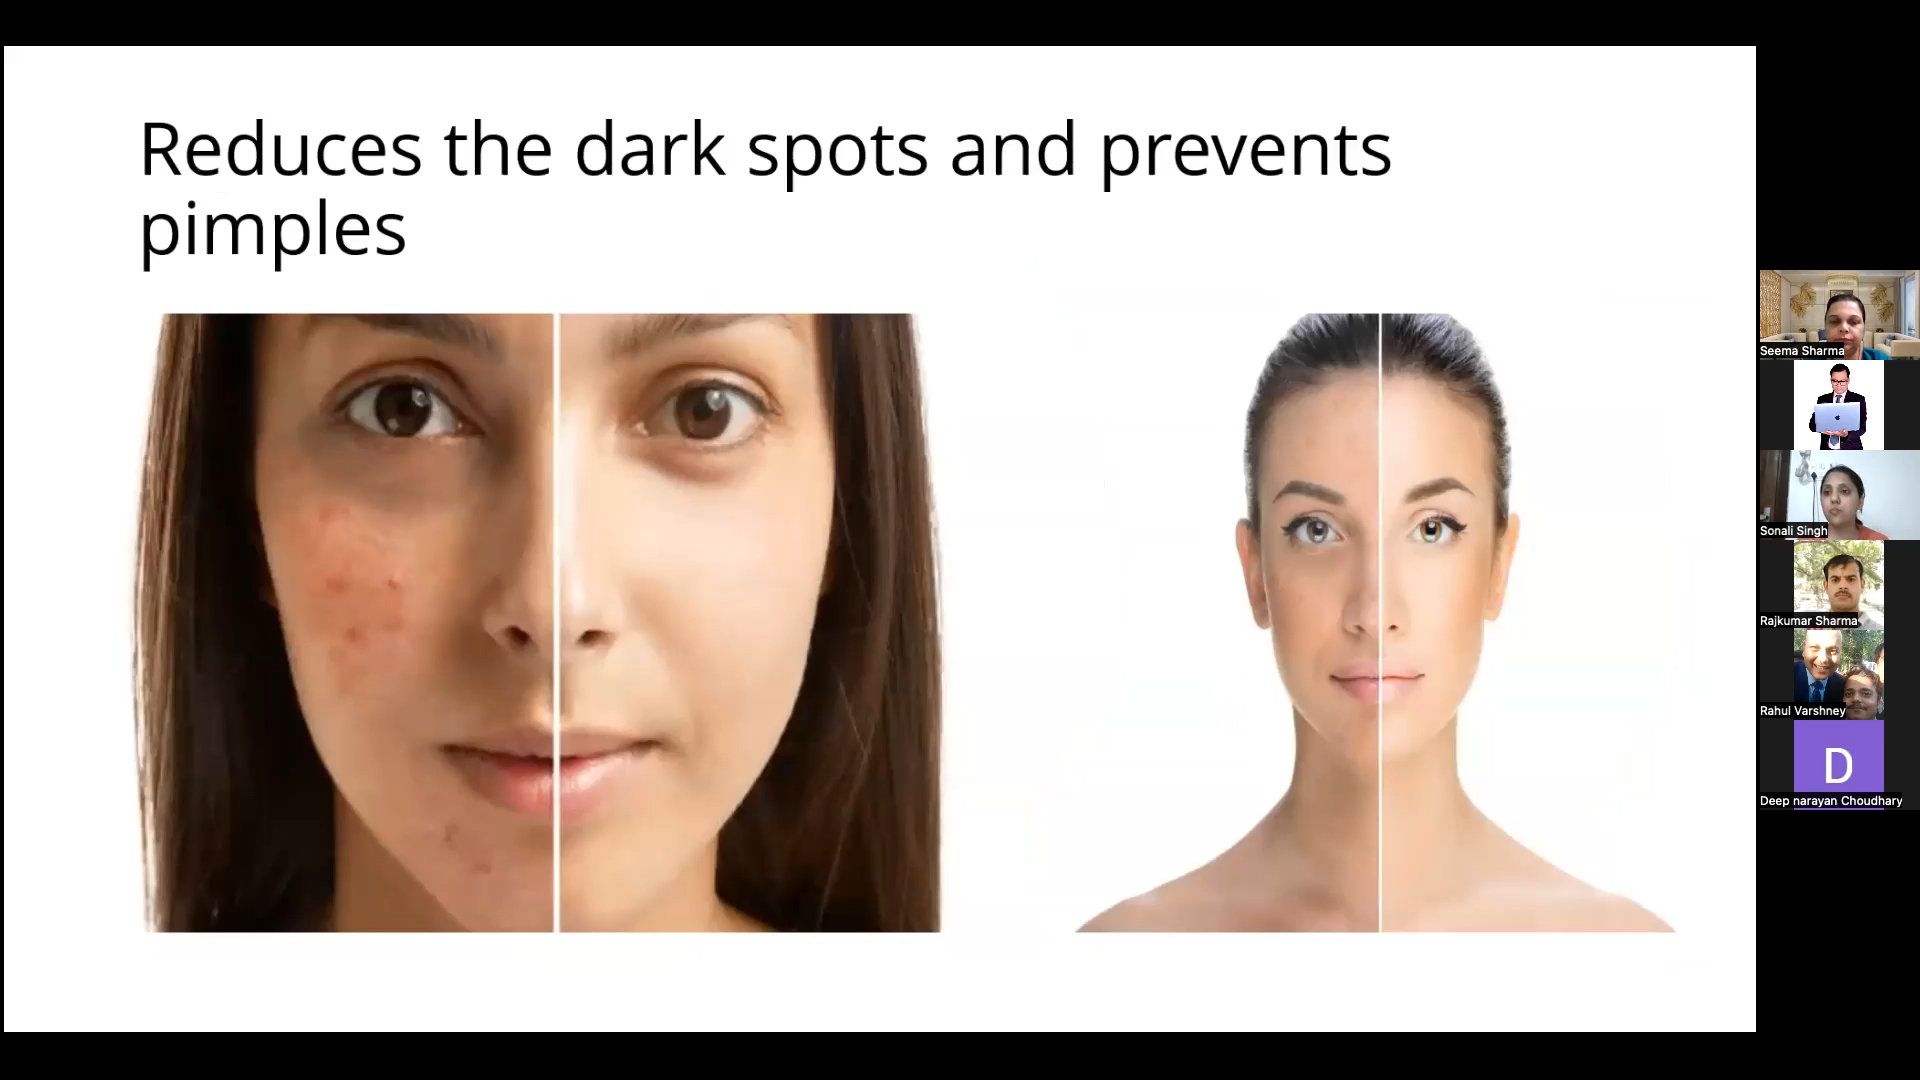 Reduces the dark spots and prevents
pimples
Seema Sharma
Sonali Singh
Rajkumar Sharma
Rahul Varshney
D
Deep narayan Choudhary